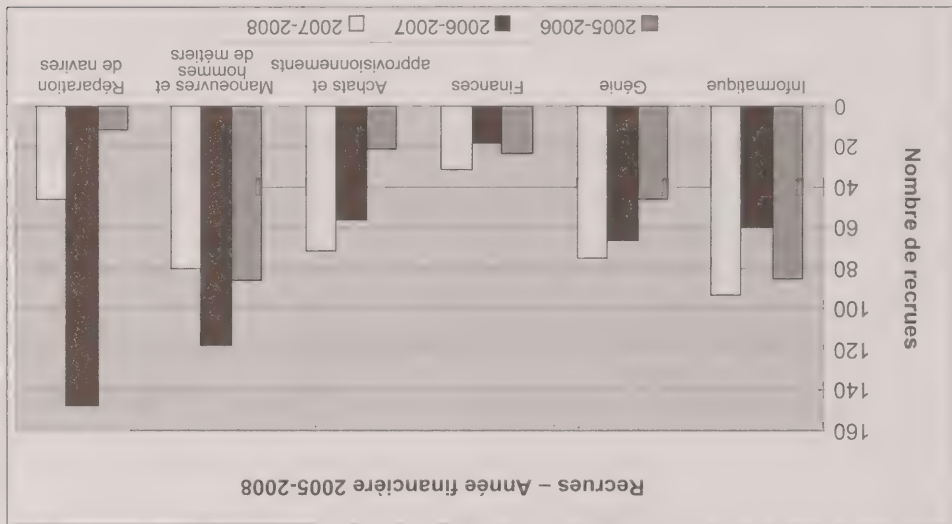 Recrues – Année financière 2005-2008
Nombre de recrues
160
140
120
100
80
60
40
20
0
Informatique
Génie
Finances
Achats et
approvisionnements
Manoeuvres et
hommes
de métiers
Réparation
de navires
2005-2006
2006-2007
2007-2008